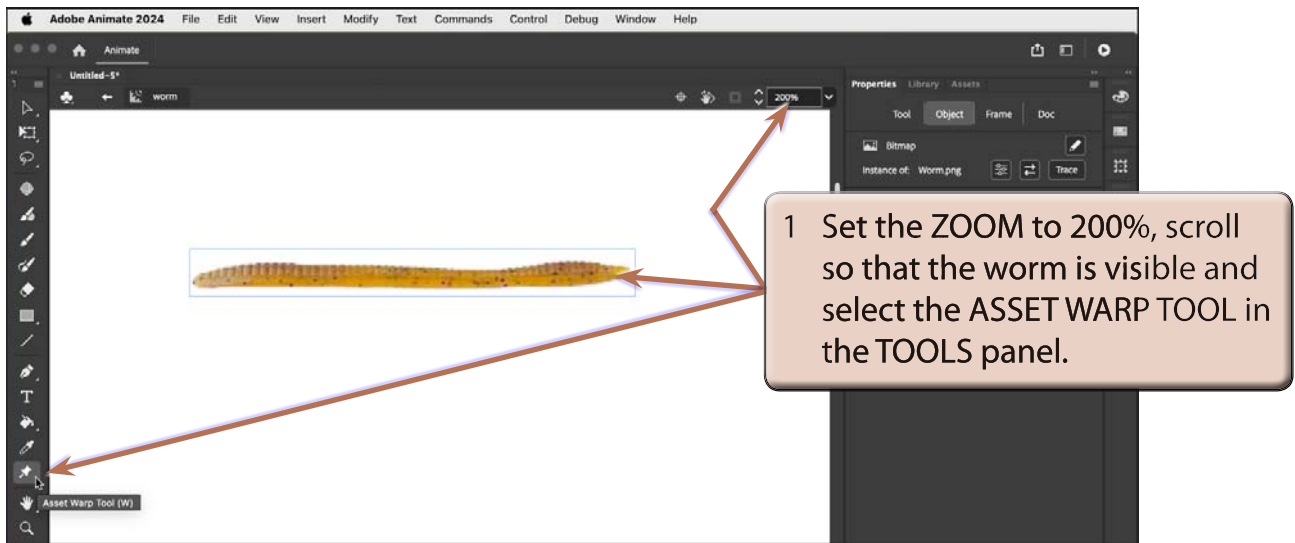 Adobe Animate 2024 File Edit View Insert Modify Text Commands Control Debug Window Help
Animate
Untitled-5*
worm
200%
Properties Library Assets
Tool Object Frame Doc
Bitmap
Instance of: Worm.png Trace
1 Set the ZOOM to 200%, scroll
so that the worm is visible and
select the ASSET WARP TOOL in
the TOOLS panel.
T
Asset Warp Tool (W)